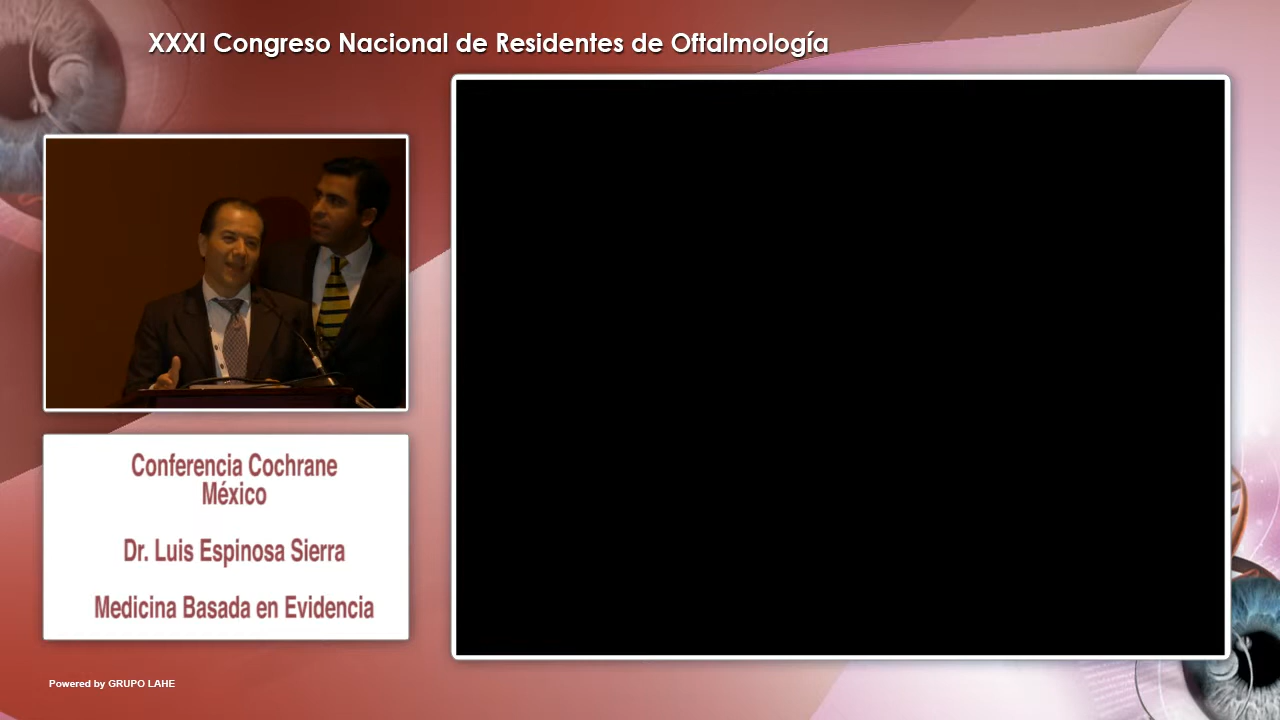 XXXI Congreso Nacional de Residentes de Oftalmología
Conferencia Cochrane
México
Dr. Luis Espinosa Sierra
Medicina Basada en Evidencia
Powered by GRUPO LAHE